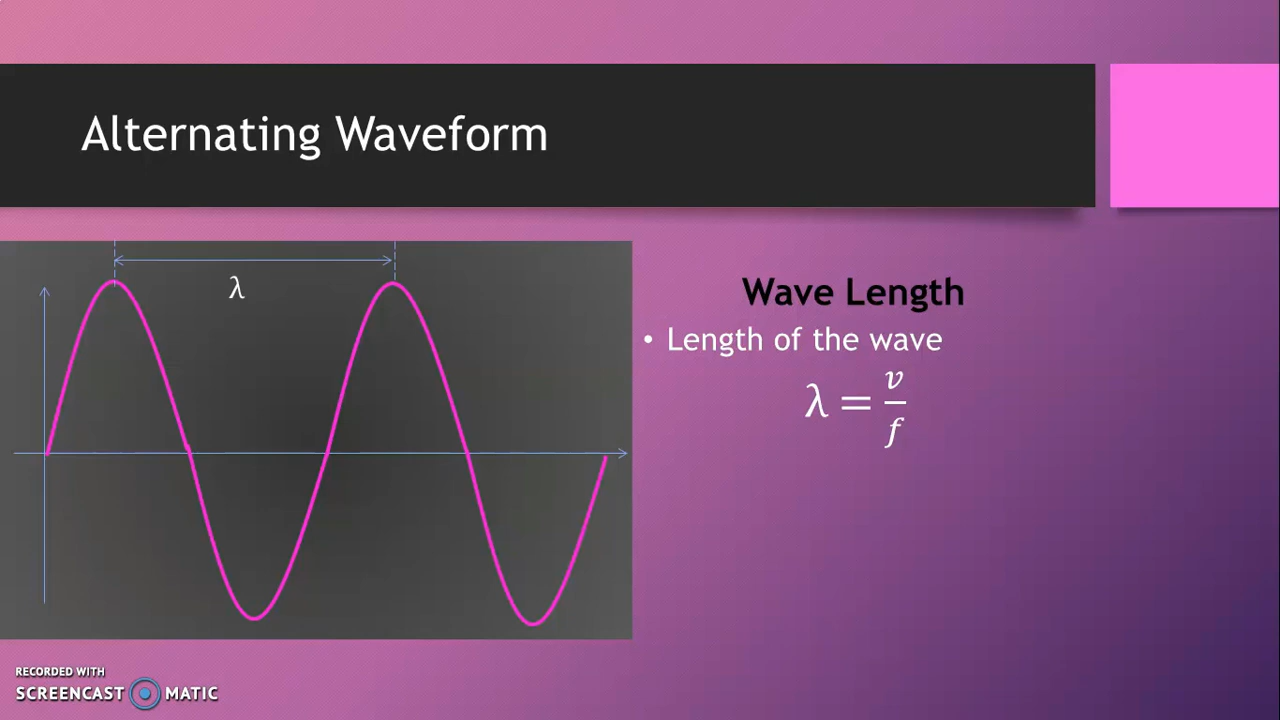 Alternating Waveform
λ
Wave Length
• Length of the wave
λ = v/f
RECORDED WITH
SCREENCAST MATIC